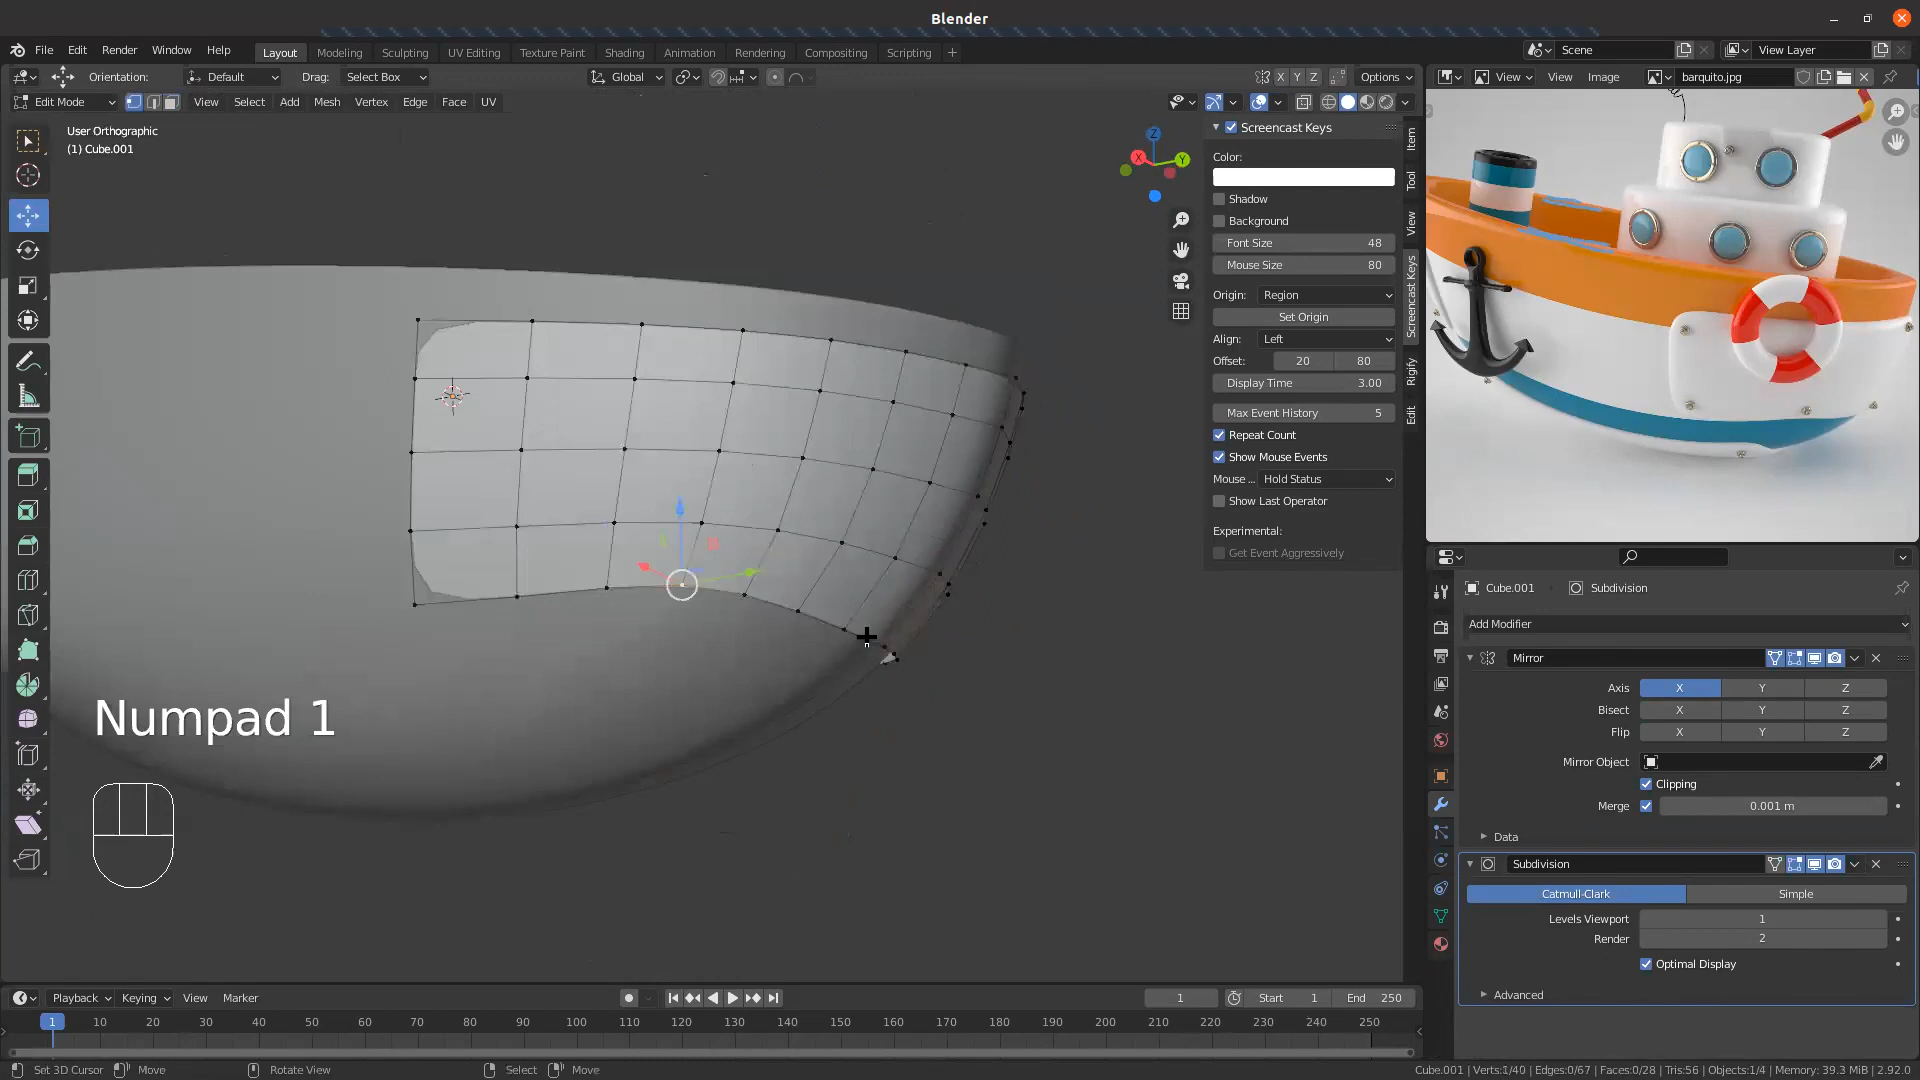 Blender
File Edit Render Window Help
Layout Modeling Sculpting UV Editing Texture Paint Shading Animation Rendering Compositing Scripting +
Scene
View Layer
Orientation: Default Drag: Select Box
Global
X Y Z Options
View View Image barquito.jpg
Edit Mode View Select Add Mesh Vertex Edge Face UV
User Orthographic
(1) Cube.001
Z
X
Y
Screencast Keys
Color:
Shadow
Background
Font Size 48
Mouse Size 80
Origin: Region
Set Origin
Align: Left
Offset: 20 80
Display Time 3.00
Max Event History 5
Repeat Count
Show Mouse Events
Mouse ... Hold Status
Show Last Operator
Experimental:
Get Event Aggressively
Item
Tool
View
Screencast Keys
Rigify
Edit
Numpad 1
Cube.001 Subdivision
Add Modifier
Mirror
Axis X Y Z
Bisect X Y Z
Flip X Y Z
Mirror Object
Clipping
Merge 0.001 m
Data
Subdivision
Catmull-Clark Simple
Levels Viewport 1
Render 2
Optimal Display
Advanced
Playback Keying View Marker
1 Start 1 End 250
1 10 20 30 40 50 60 70 80 90 100 110 120 130 140 150 160 170 180 190 200 210 220 230 240 250
Set 3D Cursor Move Rotate View Select Move
Cube.001 | Verts:1/40 | Edges:0/67 | Faces:0/28 | Tris:56 | Objects:1/4 | Memory: 39.3 MiB | 2.92.0